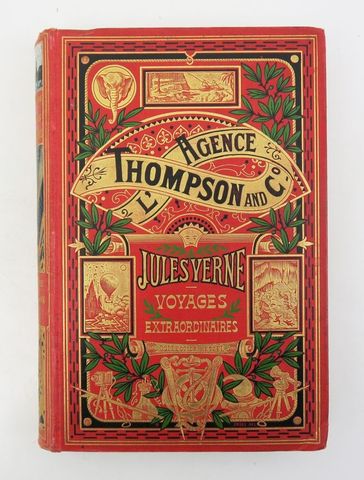 L'AGENCE
THOMPSON AND Co.
JULES VERNE
VOYAGES
EXTRAORDINAIRES